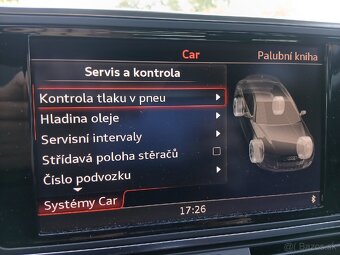 Car
Palubní kniha
Servis a kontrola
Kontrola tlaku v pneu
Hladina oleje
Servisní intervaly
Střídavá poloha stěračů
Číslo podvozku
Systémy Car
17:26